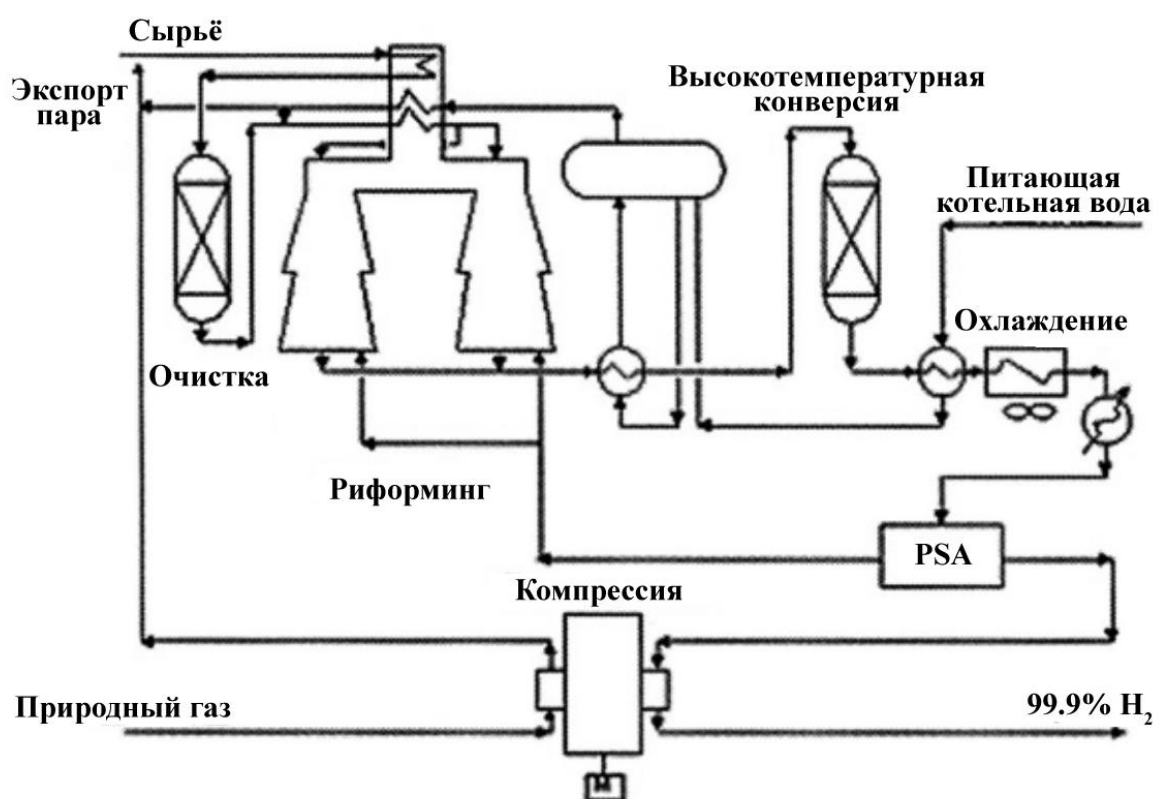 Сырьё
Экспорт
пара
Высокотемпературная
конверсия
Питающая
котельная вода
Охлаждение
Очистка
Риформинг
PSA
Компрессия
Природный газ
99.9% H₂